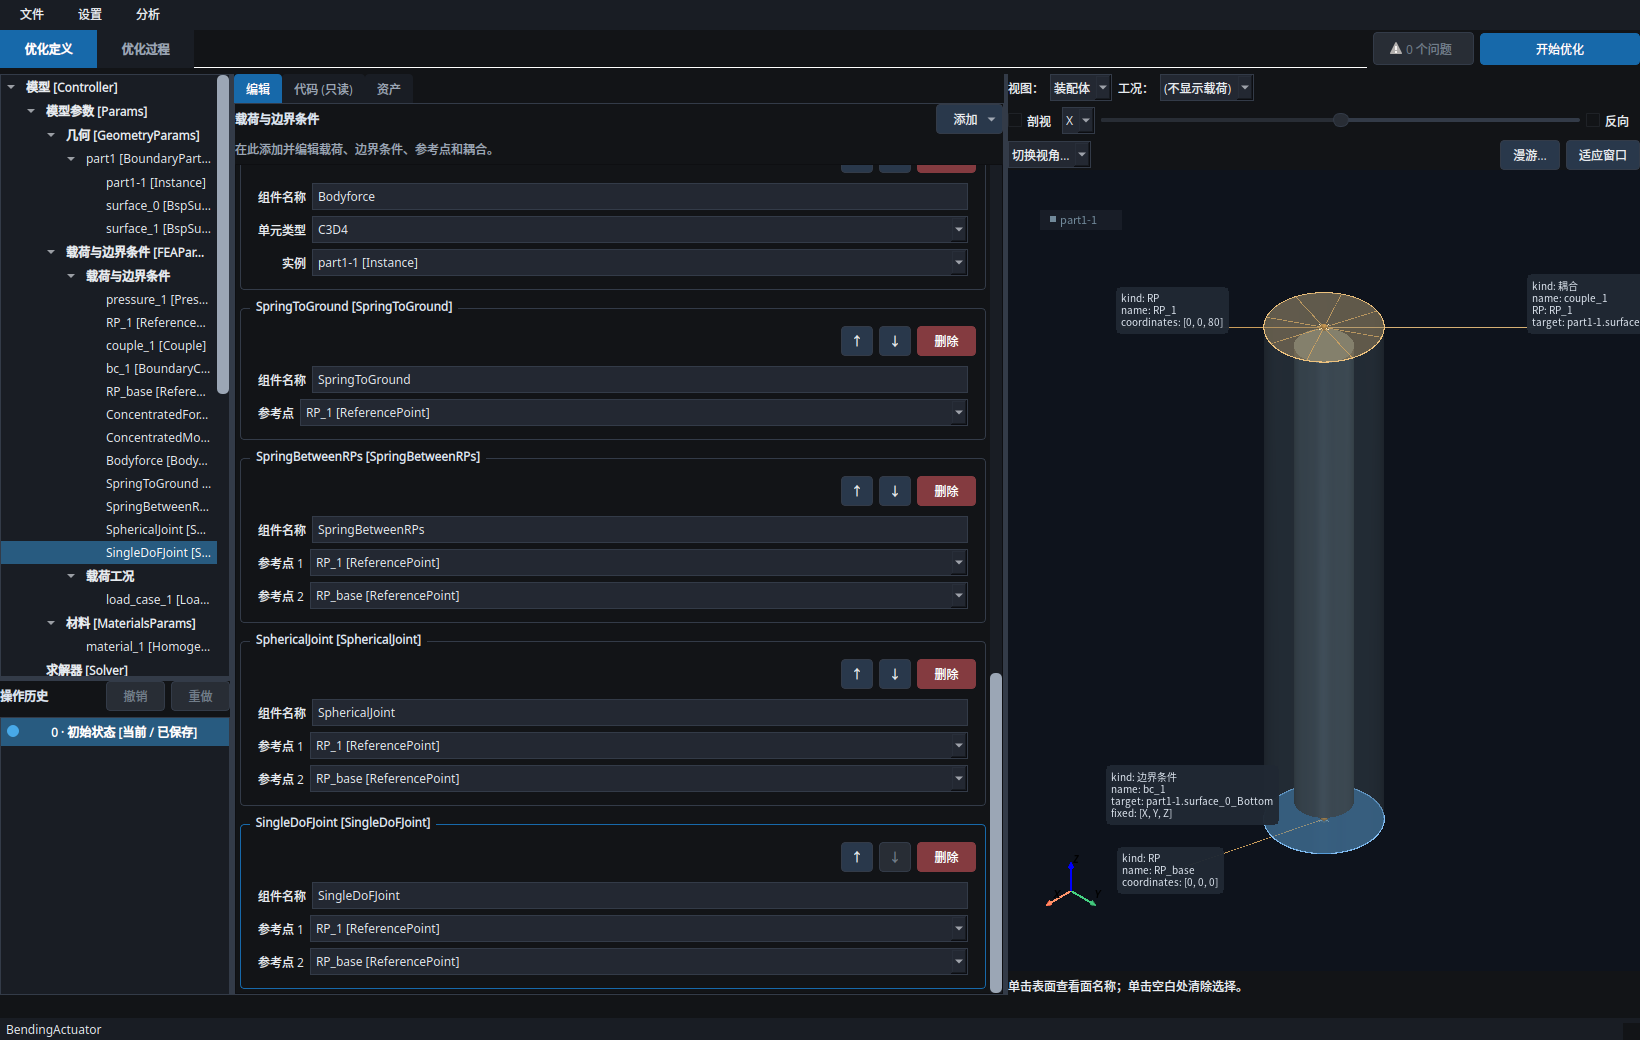 文件 设置 分析
优化定义 优化过程 0 个问题 开始优化
模型 [Controller]
模型参数 [Params]
几何 [GeometryParams]
part1 [BoundaryPart...
part1-1 [Instance]
surface_0 [BspSu...
surface_1 [BspSu...
载荷与边界条件 [FEAPar...
载荷与边界条件
pressure_1 [Pres...
RP_1 [Reference...
couple_1 [Couple]
bc_1 [BoundaryC...
RP_base [Refere...
ConcentratedFor...
ConcentratedMo...
Bodyforce [Body...
SpringToGround ...
SpringBetweenR...
SphericalJoint [S...
SingleDoFJoint [S...
载荷工况
load_case_1 [Loa...
材料 [MaterialsParams]
material_1 [Homoge...
求解器 [Solver]
操作历史 撤销 重做
0 · 初始状态 [当前 / 已保存]
编辑 代码 (只读) 资产
载荷与边界条件 添加
在此添加并编辑载荷、边界条件、参考点和耦合。
组件名称 Bodyforce
单元类型 C3D4
实例 part1-1 [Instance]
SpringToGround [SpringToGround]
↑ ↓ 删除
组件名称 SpringToGround
参考点 RP_1 [ReferencePoint]
SpringBetweenRPs [SpringBetweenRPs]
↑ ↓ 删除
组件名称 SpringBetweenRPs
参考点 1 RP_1 [ReferencePoint]
参考点 2 RP_base [ReferencePoint]
SphericalJoint [SphericalJoint]
↑ ↓ 删除
组件名称 SphericalJoint
参考点 1 RP_1 [ReferencePoint]
参考点 2 RP_base [ReferencePoint]
SingleDoFJoint [SingleDoFJoint]
↑ ↓ 删除
组件名称 SingleDoFJoint
参考点 1 RP_1 [ReferencePoint]
参考点 2 RP_base [ReferencePoint]
视图： 装配体 工况： (不显示载荷)
剖视 X 反向
切换视角... 漫游... 适应窗口
part1-1
kind: RP
name: RP_1
coordinates: [0, 0, 80]
kind: 耦合
name: couple_1
RP: RP_1
target: part1-1.surface
kind: 边界条件
name: bc_1
target: part1-1.surface_0_Bottom
fixed: [X, Y, Z]
kind: RP
name: RP_base
coordinates: [0, 0, 0]
Z
Y
单击表面查看面名称；单击空白处清除选择。
BendingActuator